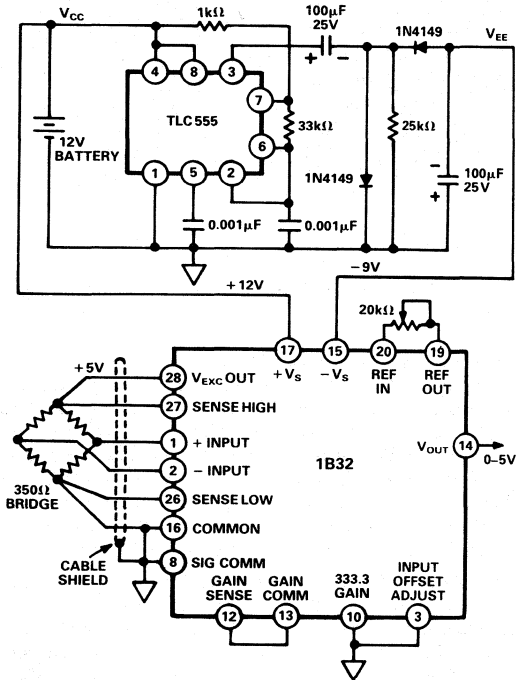 V_CC
1kΩ
100μF
25V
+
−
1N4149
V_EE
4
8
3
7
TLC555
33kΩ
6
25kΩ
12V
BATTERY
1
5
2
1N4149
−
100μF
25V
+
0.001μF
0.001μF
−9V
+12V
20kΩ
17
15
20
19
+V_S
−V_S
REF
IN
REF
OUT
+5V
28
V_EXC OUT
27
SENSE HIGH
1
+ INPUT
2
− INPUT
1B32
V_OUT
14
0–5V
350Ω
BRIDGE
26
SENSE LOW
16
COMMON
CABLE
SHIELD
8
SIG COMM
GAIN
SENSE
GAIN
COMM
333.3
GAIN
INPUT
OFFSET
ADJUST
12
13
10
3